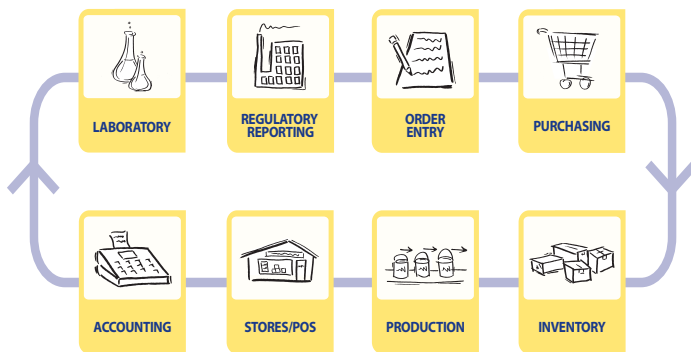 LABORATORY
REGULATORY
REPORTING
ORDER
ENTRY
PURCHASING
ACCOUNTING
STORES/POS
PRODUCTION
INVENTORY